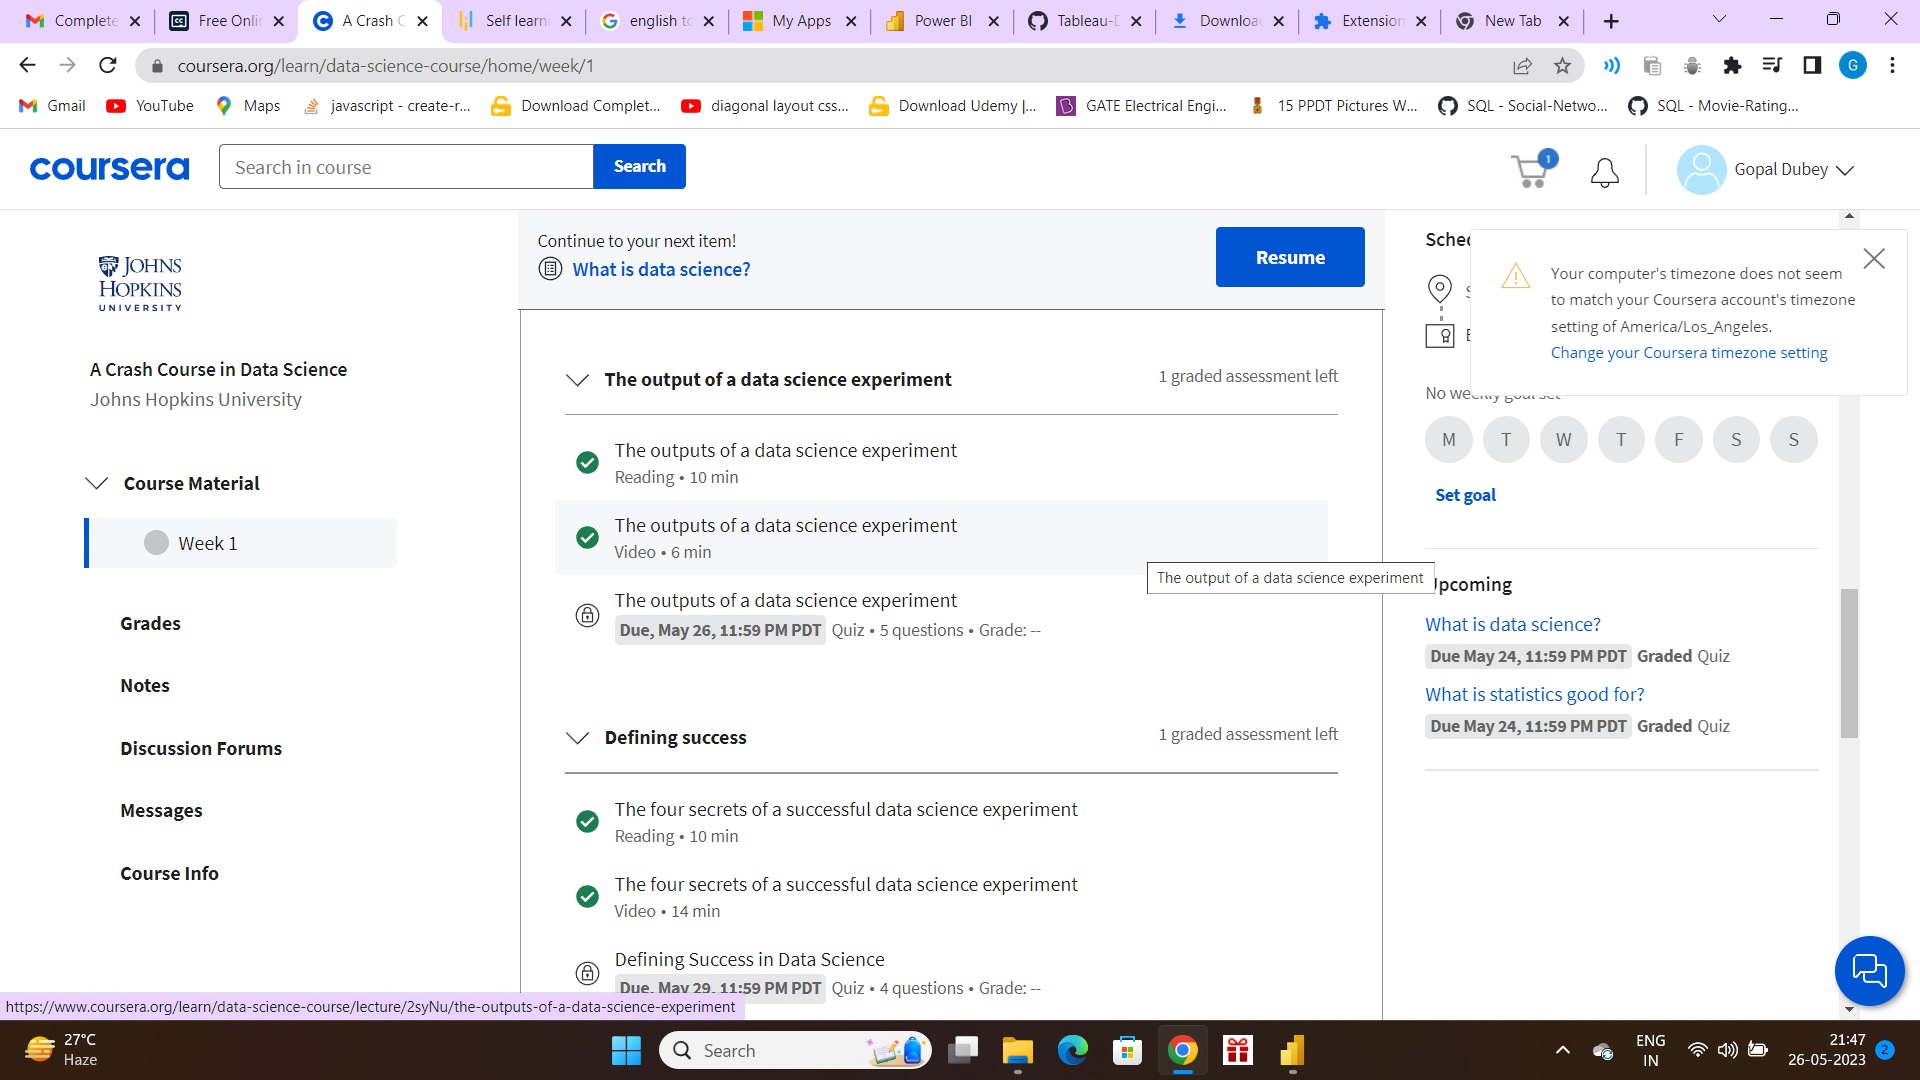 Complete
Free Onlin
A Crash C
Self learni
english to
My Apps
Power BI
Tableau-D
Downloa
Extension
New Tab
coursera.org/learn/data-science-course/home/week/1
G
Gmail
YouTube
Maps
javascript - create-r...
Download Complet...
diagonal layout css...
Download Udemy |...
GATE Electrical Engi...
15 PPDT Pictures W...
SQL - Social-Netwo...
SQL - Movie-Rating...
coursera
Search in course
Search
1
Gopal Dubey
JOHNS
HOPKINS
UNIVERSITY
A Crash Course in Data Science
Johns Hopkins University
Course Material
Week 1
Grades
Notes
Discussion Forums
Messages
Course Info
Continue to your next item!
What is data science?
Resume
The output of a data science experiment
1 graded assessment left
The outputs of a data science experiment
Reading • 10 min
The outputs of a data science experiment
Video • 6 min
The output of a data science experiment
The outputs of a data science experiment
Due, May 26, 11:59 PM PDT Quiz • 5 questions • Grade: --
Defining success
1 graded assessment left
The four secrets of a successful data science experiment
Reading • 10 min
The four secrets of a successful data science experiment
Video • 14 min
Defining Success in Data Science
Due, May 29, 11:59 PM PDT Quiz • 4 questions • Grade: --
Sched
Your computer's timezone does not seem
to match your Coursera account's timezone
setting of America/Los_Angeles.
Change your Coursera timezone setting
No weekly goal set
M T W T F S S
Set goal
Upcoming
What is data science?
Due May 24, 11:59 PM PDT Graded Quiz
What is statistics good for?
Due May 24, 11:59 PM PDT Graded Quiz
https://www.coursera.org/learn/data-science-course/lecture/2syNu/the-outputs-of-a-data-science-experiment
27°C
Haze
Search
ENG
IN
21:47
26-05-2023
2